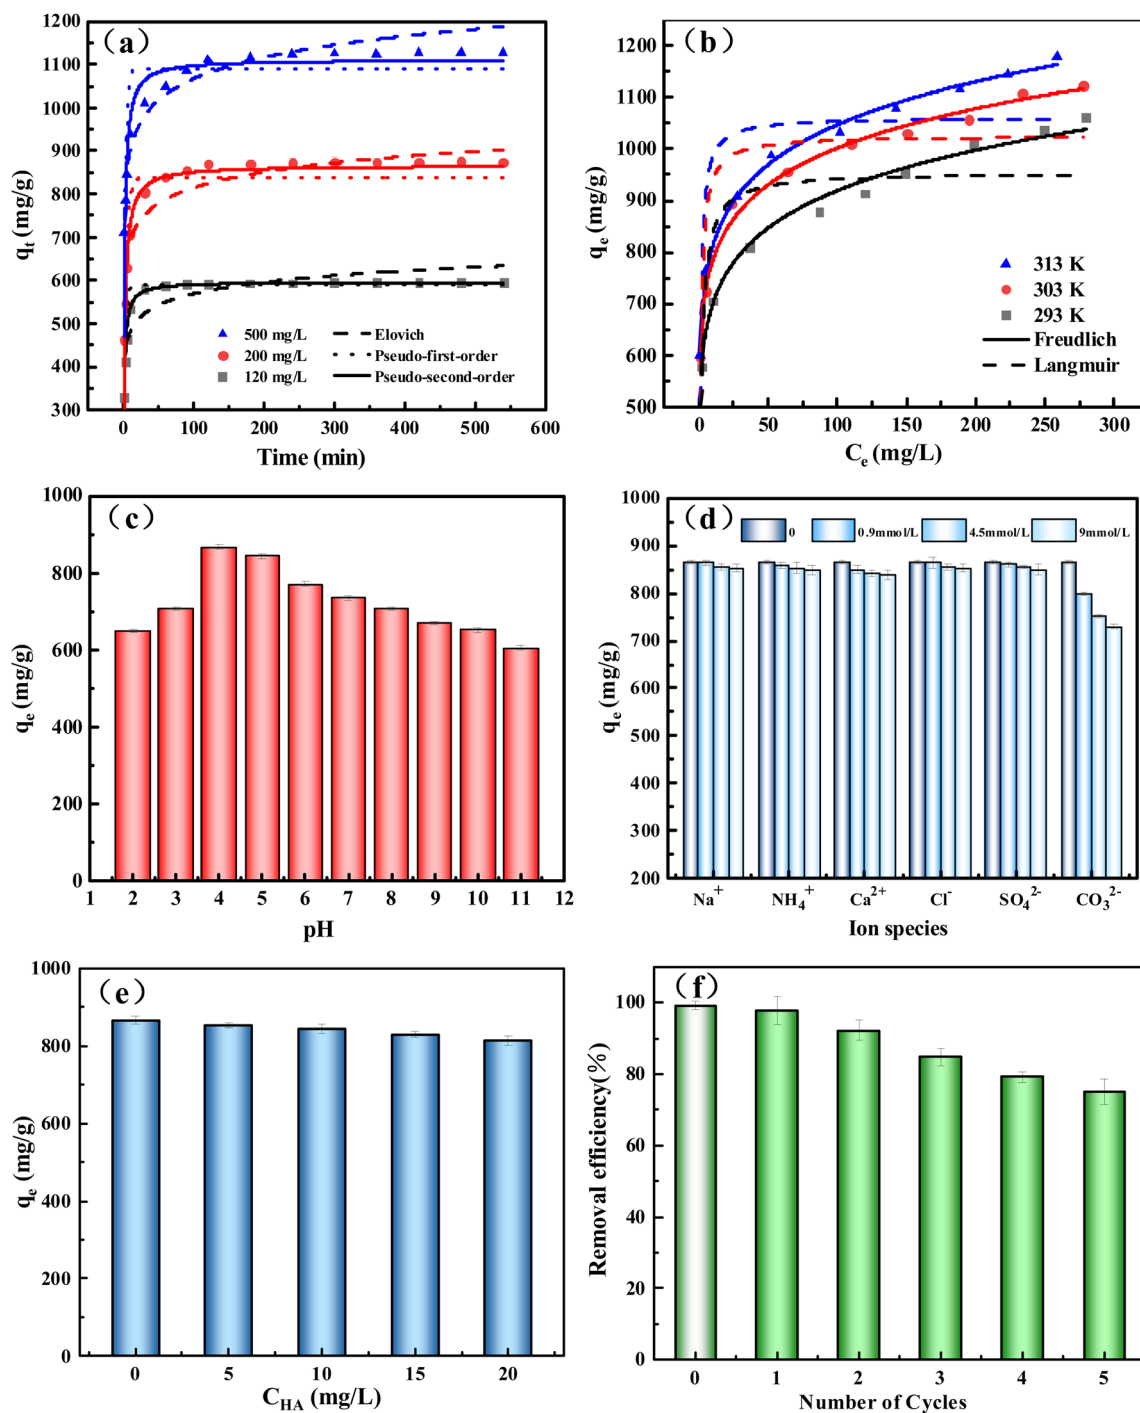 (a)
1200
1100
1000
900
800
700
600
500
400
300
q_t (mg/g)
500 mg/L
200 mg/L
120 mg/L
Elovich
Pseudo-first-order
Pseudo-second-order
0 100 200 300 400 500 600
Time (min)
(b)
1200
1100
1000
900
800
700
600
500
q_e (mg/g)
313 K
303 K
293 K
Freudlich
Langmuir
0 50 100 150 200 250 300
C_e (mg/L)
(c)
1000
800
600
400
200
0
q_e (mg/g)
1 2 3 4 5 6 7 8 9 10 11 12
pH
(d)
1000
900
800
700
600
500
400
300
200
q_e (mg/g)
0 0.9mmol/L 4.5mmol/L 9mmol/L
Na⁺ NH₄⁺ Ca²⁺ Cl⁻ SO₄²⁻ CO₃²⁻
Ion species
(e)
1000
800
600
400
200
0
q_e (mg/g)
0 5 10 15 20
C_HA (mg/L)
(f)
100
80
60
40
20
0
Removal efficiency(%)
0 1 2 3 4 5
Number of Cycles